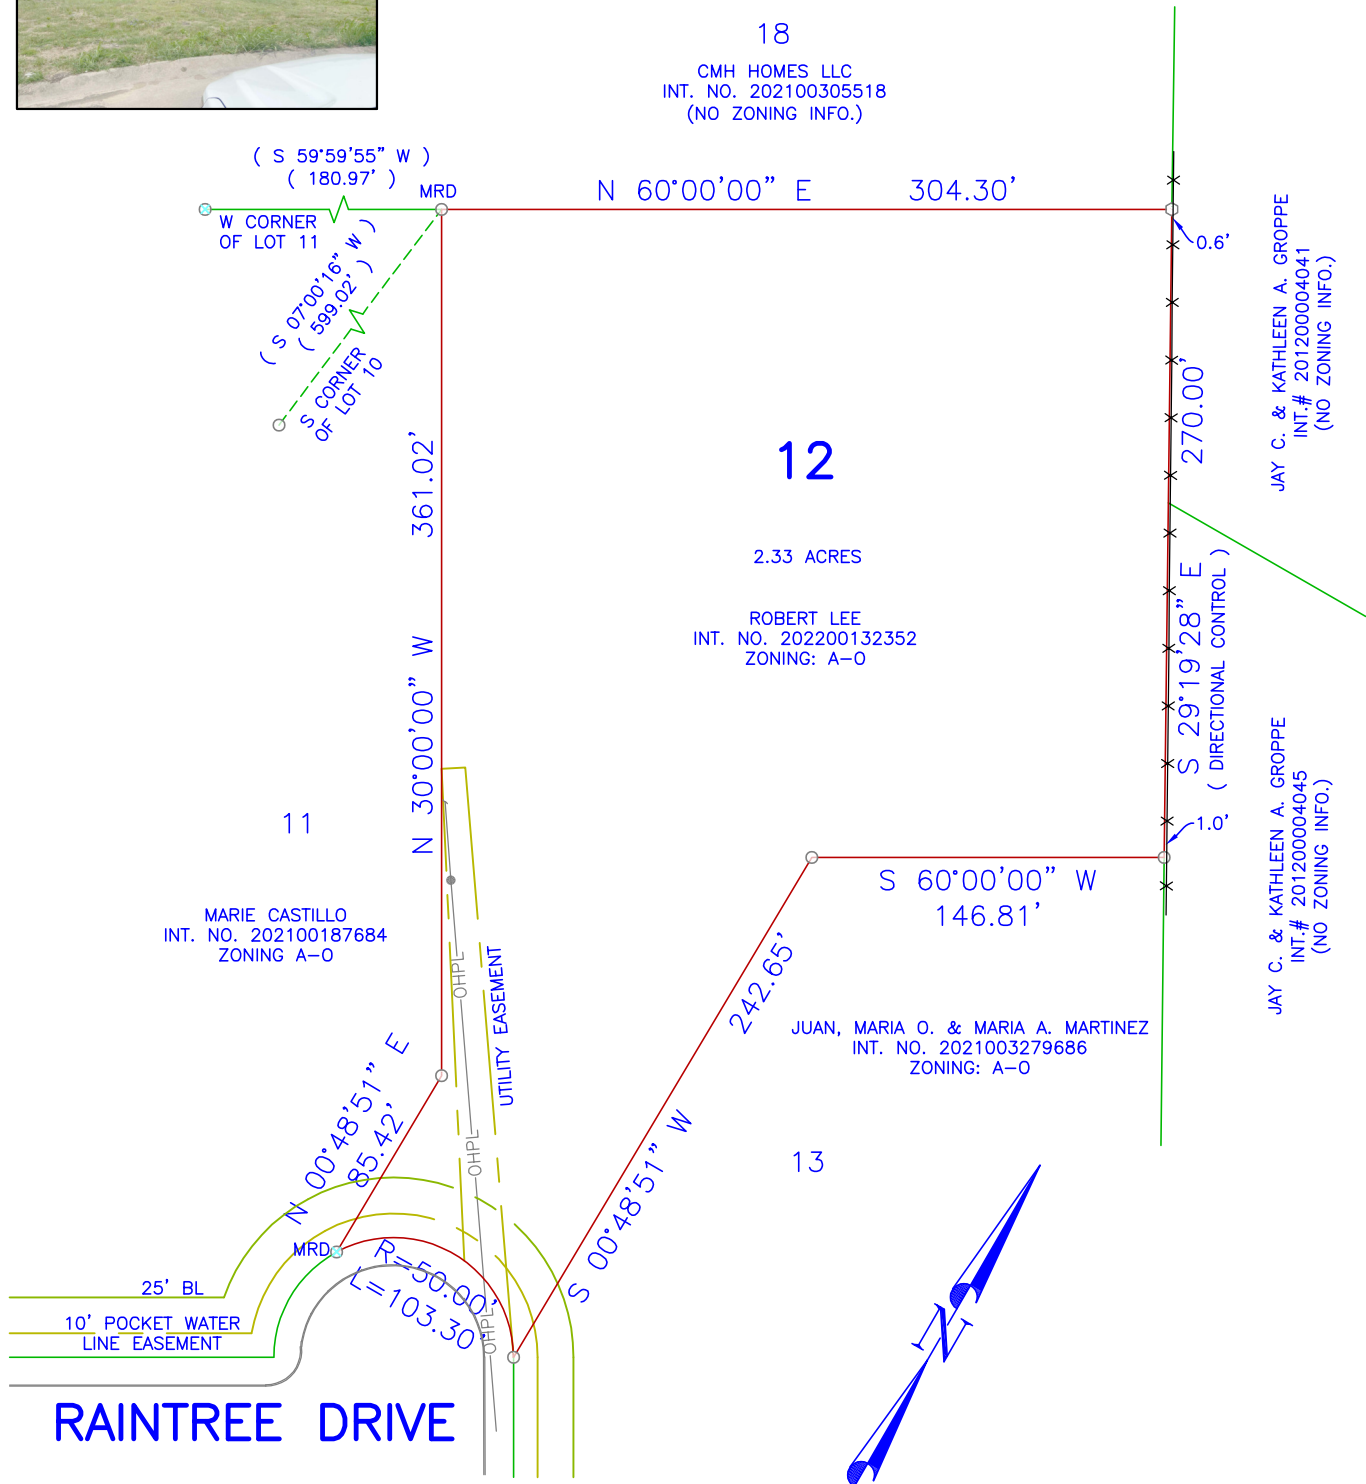 18
CMH HOMES LLC
INT. NO. 202100305518
(NO ZONING INFO.)
( S 59°59'55" W )
( 180.97' )
MRD
N 60°00'00" E 304.30'
W CORNER
OF LOT 11
( S 07°00'16" W )
( 599.02' )
S CORNER
OF LOT 10
0.6'
JAY C. & KATHLEEN A. GROPPE
INT.# 20120004041
(NO ZONING INFO.)
270.00'
S 29°19'28" E
( DIRECTIONAL CONTROL )
361.02'
N 30°00'00" W
12
2.33 ACRES
ROBERT LEE
INT. NO. 202200132352
ZONING: A-O
11
MARIE CASTILLO
INT. NO. 202100187684
ZONING A-O
1.0'
JAY C. & KATHLEEN A. GROPPE
INT.# 20120004045
(NO ZONING INFO.)
S 60°00'00" W
146.81'
242.65'
S 00°48'51" W
OHPL
UTILITY EASEMENT
JUAN, MARIA O. & MARIA A. MARTINEZ
INT. NO. 2021003279686
ZONING: A-O
13
N 00°48'51" E
85.42'
OHPL
MRD
R=50.00'
L=103.30'
OHPL
25' BL
10' POCKET WATER
LINE EASEMENT
N
RAINTREE DRIVE